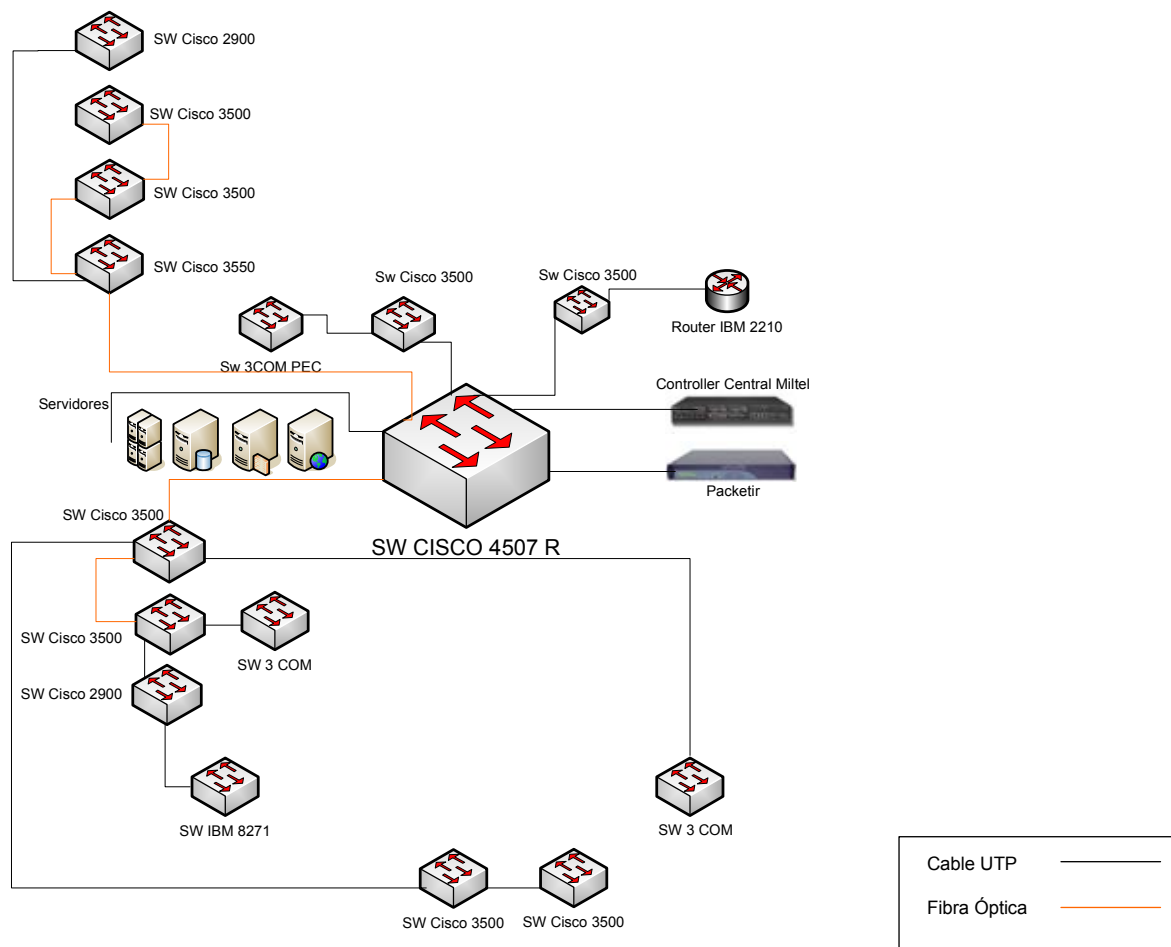 SW Cisco 2900
SW Cisco 3500
SW Cisco 3500
SW Cisco 3550
Sw Cisco 3500
Sw Cisco 3500
Router IBM 2210
Sw 3COM PEC
Controller Central Miltel
Servidores
Packetir
SW Cisco 3500
SW CISCO 4507 R
SW Cisco 3500
SW 3 COM
SW Cisco 2900
SW IBM 8271
SW 3 COM
SW Cisco 3500
SW Cisco 3500
Cable UTP
Fibra Óptica